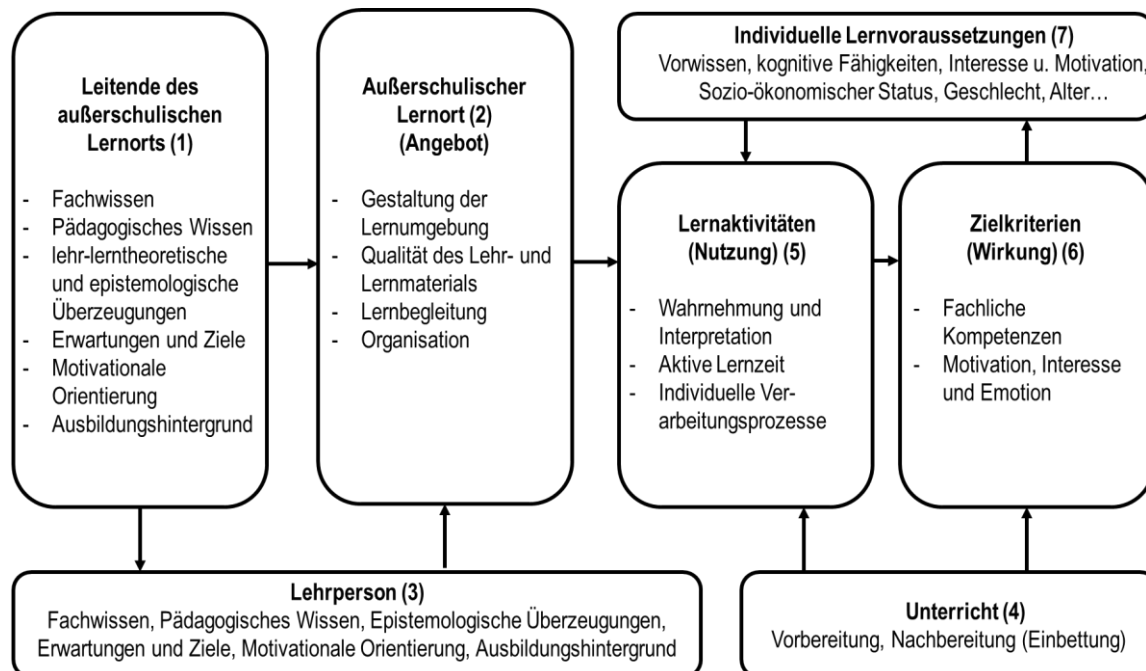 Leitende des
außerschulischen
Lernorts (1)
- Fachwissen
- Pädagogisches Wissen
- lehr-lerntheoretische
und epistemologische
Überzeugungen
- Erwartungen und Ziele
- Motivationale
Orientierung
- Ausbildungshintergrund
Außerschulischer
Lernort (2)
(Angebot)
- Gestaltung der
Lernumgebung
- Qualität des Lehr- und
Lernmaterials
- Lernbegleitung
- Organisation
Individuelle Lernvoraussetzungen (7)
Vorwissen, kognitive Fähigkeiten, Interesse u. Motivation,
Sozio-ökonomischer Status, Geschlecht, Alter…
Lernaktivitäten
(Nutzung) (5)
- Wahrnehmung und
Interpretation
- Aktive Lernzeit
- Individuelle Ver-
arbeitungsprozesse
Zielkriterien
(Wirkung) (6)
- Fachliche
Kompetenzen
- Motivation, Interesse
und Emotion
Lehrperson (3)
Fachwissen, Pädagogisches Wissen, Epistemologische Überzeugungen,
Erwartungen und Ziele, Motivationale Orientierung, Ausbildungshintergrund
Unterricht (4)
Vorbereitung, Nachbereitung (Einbettung)